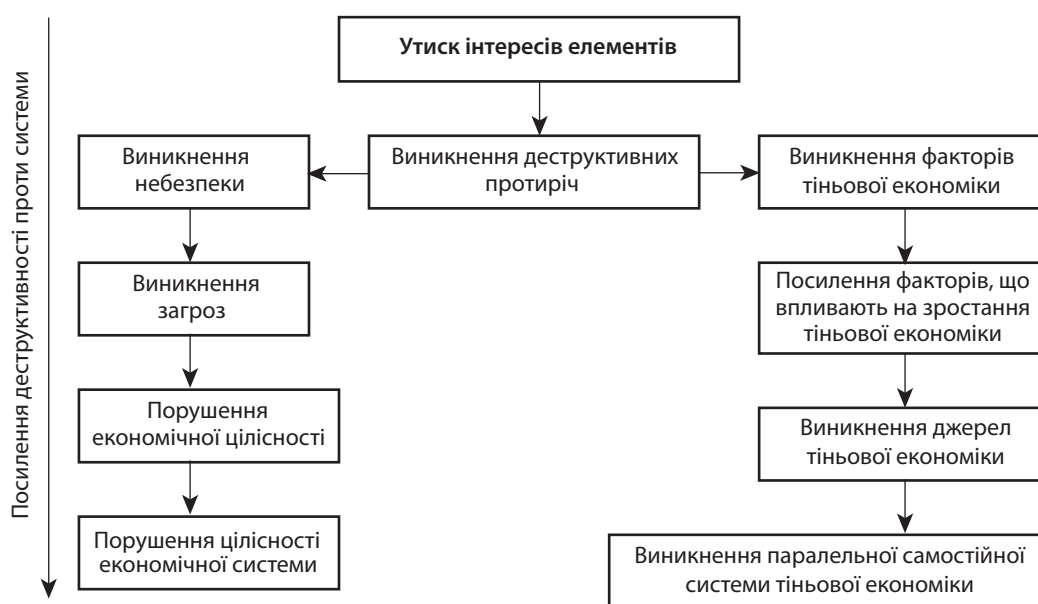 Посилення деструктивності проти системи
Утиск інтересів елементів
Виникнення
небезпеки
Виникнення деструктивних
протиріч
Виникнення факторів
тіньової економіки
Виникнення
загроз
Посилення факторів, що
впливають на зростання
тіньової економіки
Порушення
економічної цілісності
Виникнення джерел
тіньової економіки
Порушення цілісності
економічної системи
Виникнення паралельної самостійної
системи тіньової економіки